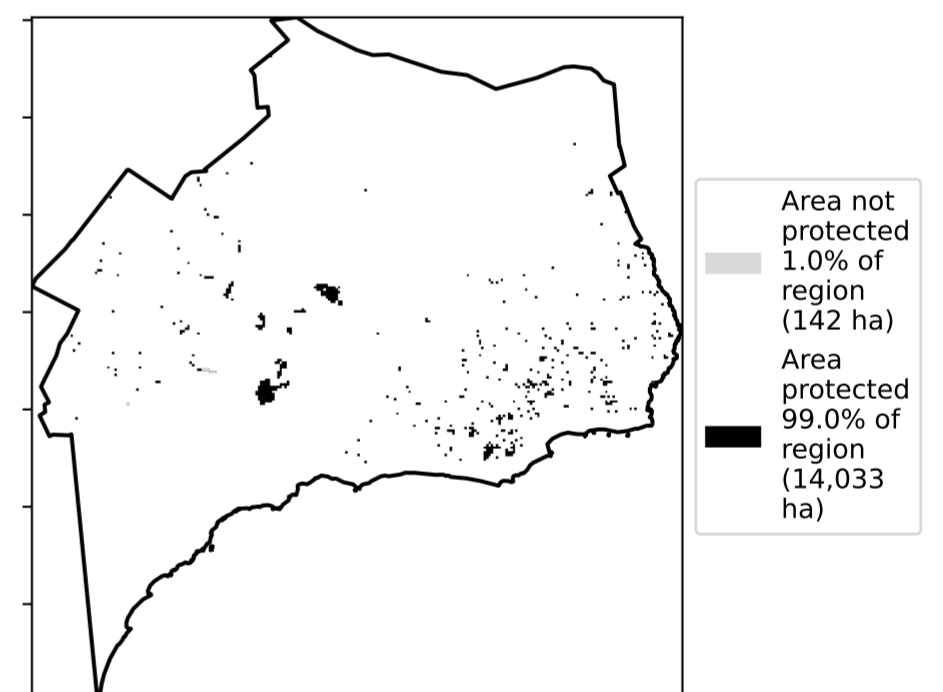 Area not
protected
1.0% of
region
(142 ha)
Area
protected
99.0% of
region
(14,033
ha)